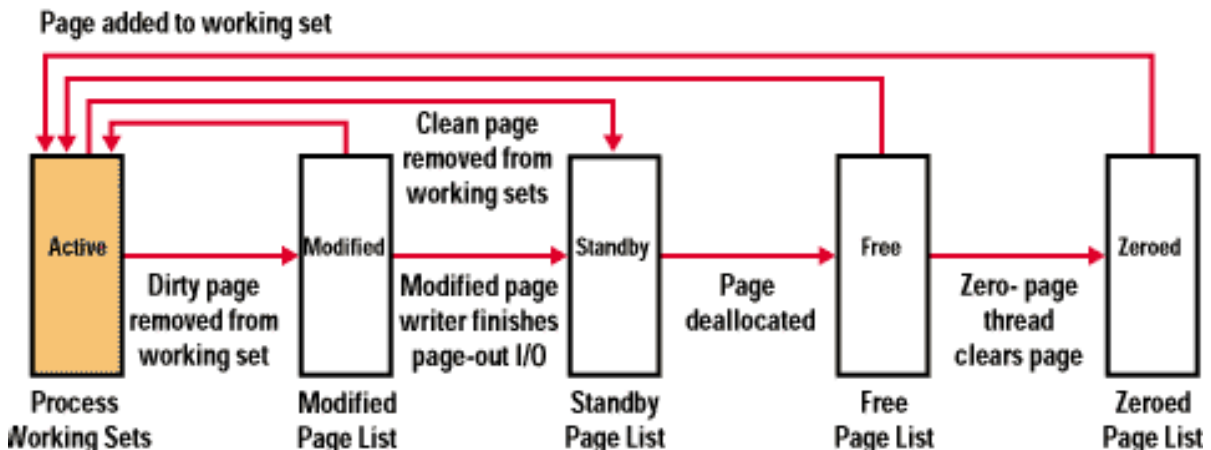 Page added to working set
Clean page
removed from
working sets
Active
Modified
Standby
Free
Zeroed
Dirty page
removed from
working set
Modified page
writer finishes
page-out I/O
Page
deallocated
Zero- page
thread
clears page
Process
Working Sets
Modified
Page List
Standby
Page List
Free
Page List
Zeroed
Page List